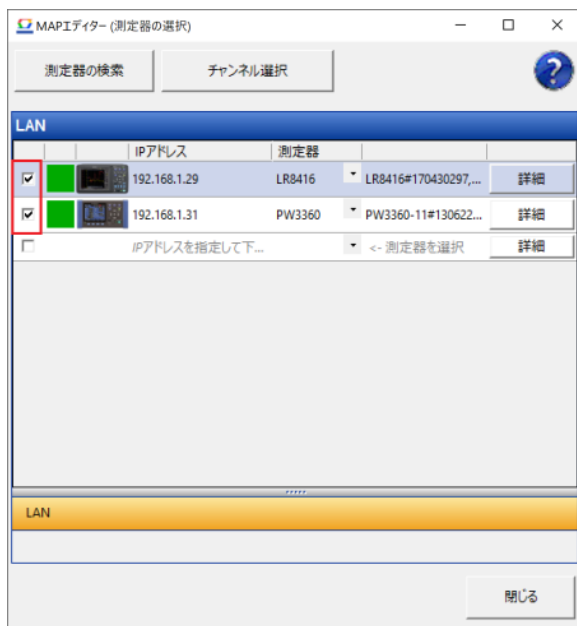 MAPエディター (測定器の選択)
測定器の検索 チャンネル選択
LAN
IPアドレス 測定器
192.168.1.29 LR8416 LR8416#170430297,... 詳細
192.168.1.31 PW3360 PW3360-11#130622... 詳細
IPアドレスを指定して下... <- 測定器を選択 詳細
LAN
閉じる